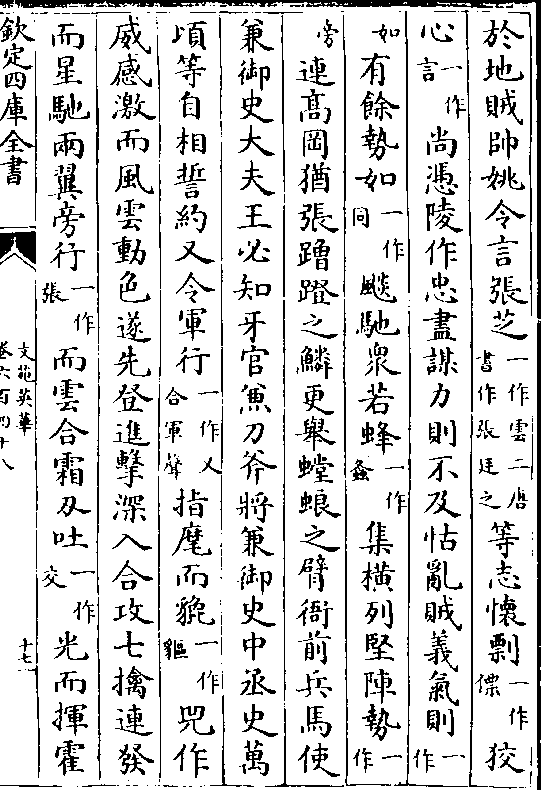 於地賊帥姚令言張芝一作雲二唐書作張廷之等志懷剽一作慓狡
心一作言尚憑陵作忠盡謀力則不及怙亂賊義氣則一作
如有餘勢如一作同飈馳衆若蜂一作螽集橫列堅陣勢一作
旁連髙岡猶張蹭蹬之鱗更舉螳螂之臂衙前兵馬使
兼御史大夫王必知牙官兼刀斧將兼御史中丞史萬
頃等自相誓約又令軍行一作又合軍聲指麾而貔一作貙兕作
威感激而風雲動色遂先登進擊深入合攻七擒連發
而星馳兩翼旁行一作張而雲合霜刄吐一作交光而揮霍
欽定四庫全書
文苑英華
卷六百四十八
十七